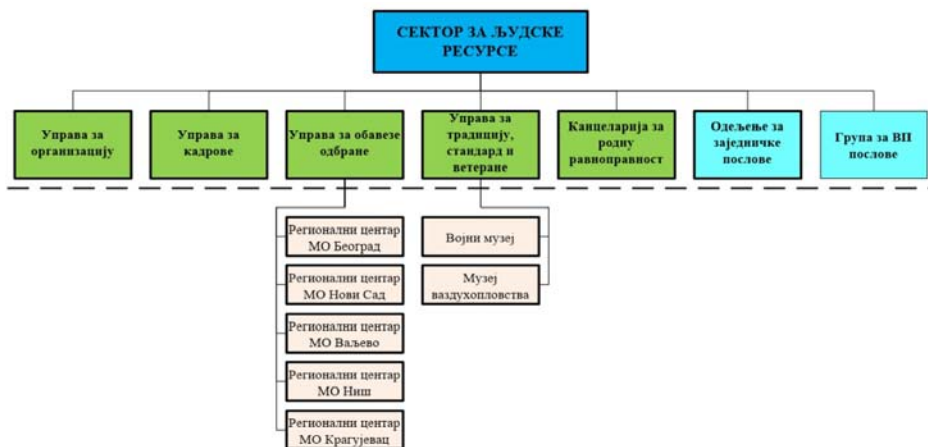 СЕКТОР ЗА ЉУДСКЕ
РЕСУРСЕ
Управа за
организацију
Управа за
кадрове
Управа за обавезе
одбране
Управа за
традицију,
стандард и
ветеране
Канцеларија за
родну
равноправност
Одељење за
заједничке
послове
Група за ВП
послове
Регионални центар
МО Београд
Регионални центар
МО Нови Сад
Регионални центар
МО Ваљево
Регионални центар
МО Ниш
Регионални центар
МО Крагујевац
Војни музеј
Музеј
ваздухопловства